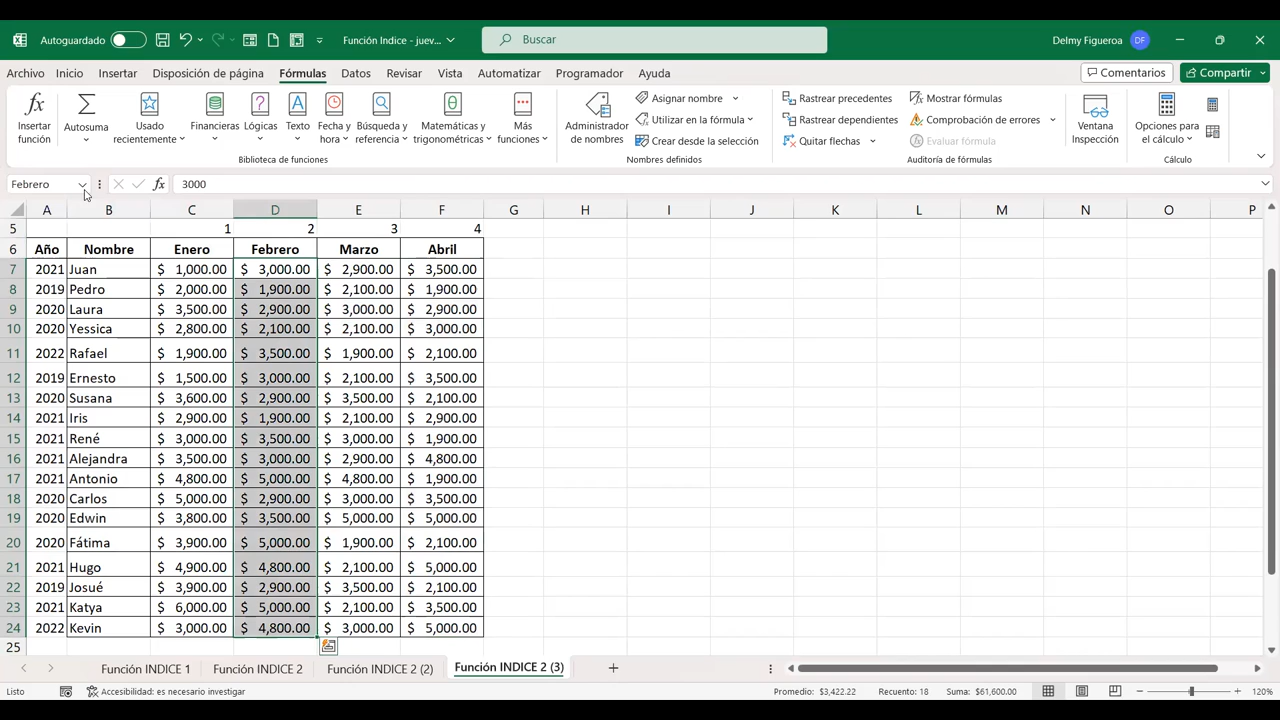 Autoguardado Función Indice - juev... Buscar Delmy Figueroa DF
Archivo Inicio Insertar Disposición de página Fórmulas Datos Revisar Vista Automatizar Programador Ayuda Comentarios Compartir
Insertar función Autosuma Usado recientemente Financieras Lógicas Texto Fecha y hora Búsqueda y referencia Matemáticas y trigonométricas Más funciones
Biblioteca de funciones
Administrador de nombres
Asignar nombre
Utilizar en la fórmula
Crear desde la selección
Nombres definidos
Rastrear precedentes
Rastrear dependientes
Quitar flechas
Mostrar fórmulas
Comprobación de errores
Evaluar fórmula
Auditoría de fórmulas
Ventana Inspección
Opciones para el cálculo
Cálculo
Febrero fx 3000
A B C D E F G H I J K L M N O P
5 1 2 3 4
6 Año Nombre Enero Febrero Marzo Abril
7 2021 Juan $ 1,000.00 $ 3,000.00 $ 2,900.00 $ 3,500.00
8 2019 Pedro $ 2,000.00 $ 1,900.00 $ 2,100.00 $ 1,900.00
9 2020 Laura $ 3,500.00 $ 2,900.00 $ 3,000.00 $ 2,900.00
10 2020 Yessica $ 2,800.00 $ 2,100.00 $ 2,100.00 $ 3,000.00
11 2022 Rafael $ 1,900.00 $ 3,500.00 $ 1,900.00 $ 2,100.00
12 2019 Ernesto $ 1,500.00 $ 3,000.00 $ 2,100.00 $ 3,500.00
13 2020 Susana $ 3,600.00 $ 2,900.00 $ 3,500.00 $ 2,100.00
14 2021 Iris $ 2,900.00 $ 1,900.00 $ 2,100.00 $ 2,900.00
15 2021 René $ 3,000.00 $ 3,500.00 $ 3,000.00 $ 1,900.00
16 2021 Alejandra $ 3,500.00 $ 3,000.00 $ 2,900.00 $ 4,800.00
17 2021 Antonio $ 4,800.00 $ 5,000.00 $ 4,800.00 $ 1,900.00
18 2020 Carlos $ 5,000.00 $ 2,900.00 $ 3,000.00 $ 3,500.00
19 2020 Edwin $ 3,800.00 $ 3,500.00 $ 5,000.00 $ 5,000.00
20 2020 Fátima $ 3,900.00 $ 5,000.00 $ 1,900.00 $ 2,100.00
21 2021 Hugo $ 4,900.00 $ 4,800.00 $ 2,100.00 $ 5,000.00
22 2019 Josué $ 3,900.00 $ 2,900.00 $ 3,500.00 $ 2,100.00
23 2021 Katya $ 6,000.00 $ 5,000.00 $ 2,100.00 $ 3,500.00
24 2022 Kevin $ 3,000.00 $ 4,800.00 $ 3,000.00 $ 5,000.00
25
Función INDICE 1 Función INDICE 2 Función INDICE 2 (2) Función INDICE 2 (3)
Listo Accesibilidad: es necesario investigar Promedio: $3,422.22 Recuento: 18 Suma: $61,600.00 120%